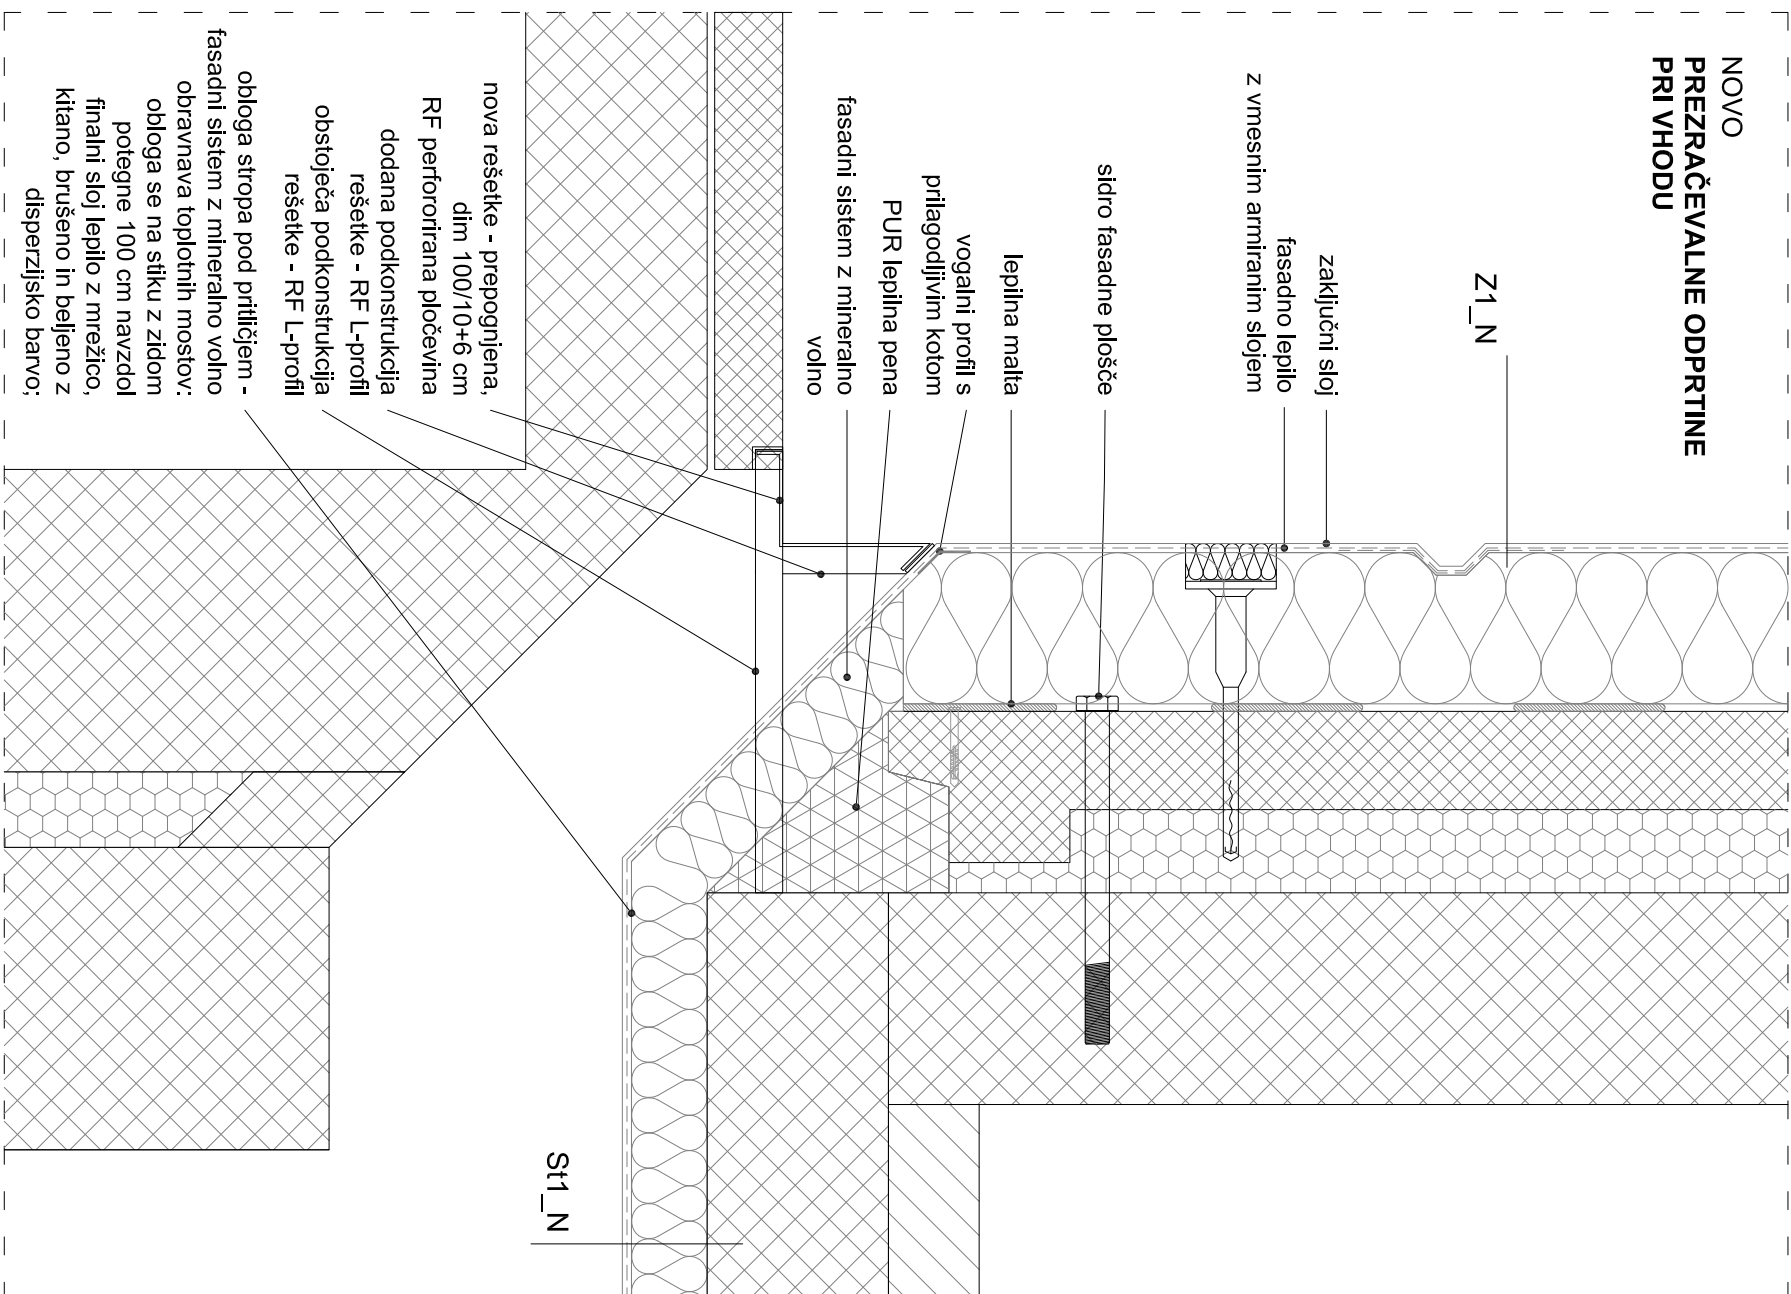 NOVO
PREZRAČEVALNE ODPRTINE
PRI VHODU
Z1_N
zaključni sloj
fasadno lepilo
z vmesnim armiranim slojem
sidro fasadne plošče
lepilna malta
vogalni profil s
prilagodljivim kotom
PUR lepilna pena
fasadni sistem z mineralno
volno
nova rešetke - prepognjena,
dim 100/10+6 cm
RF perfororirana pločevina
dodana podkonstrukcija
rešetke - RF L-profil
obstoječa podkonstrukcija
rešetke - RF L-profil
obloga stropa pod pritličjem -
fasadni sistem z mineralno volno
obravnava toplotnih mostov:
obloga se na stiku z zidom
potegne 100 cm navzdol
finalni sloj lepilo z mrežico,
kitano, brušeno in beljeno z
disperzijsko barvo;
St1_N